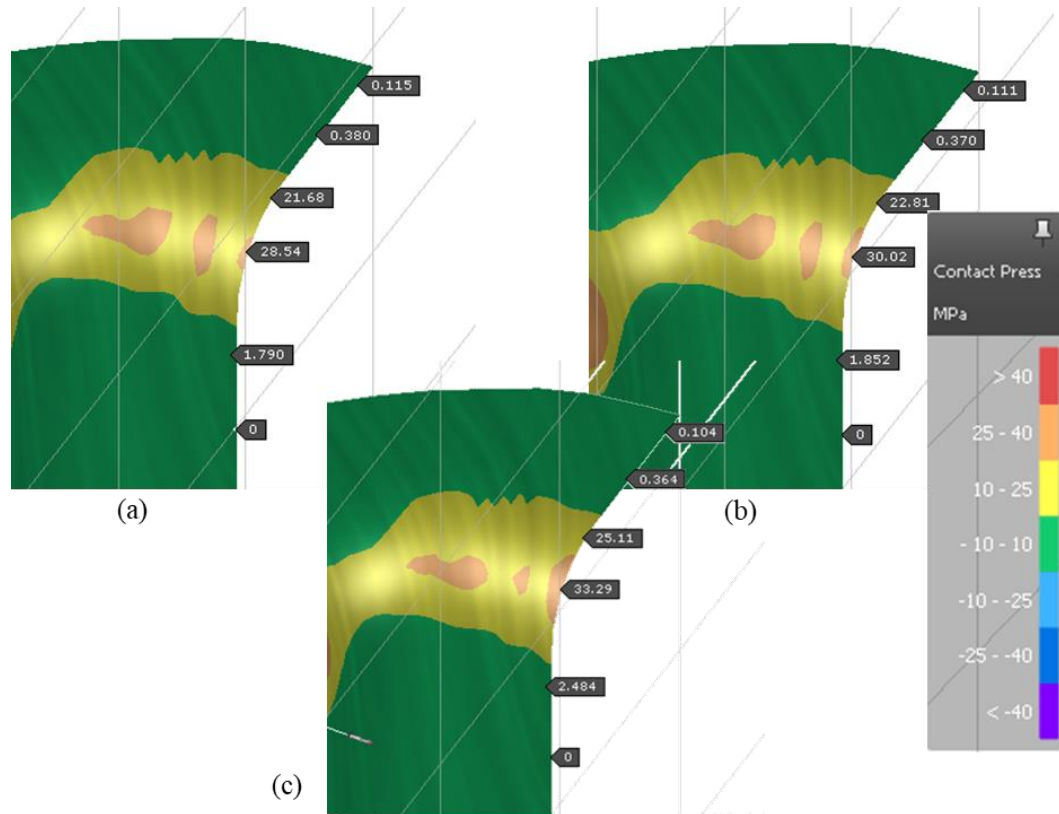 0.115
0.380
21.68
28.54
1.790
0
(a)
0.111
0.370
22.81
30.02
1.852
0
(b)
0.104
0.364
25.11
33.29
2.484
0
(c)
Contact Press
MPa
> 40
25 - 40
10 - 25
- 10 - 10
-10 - -25
-25 - -40
< -40